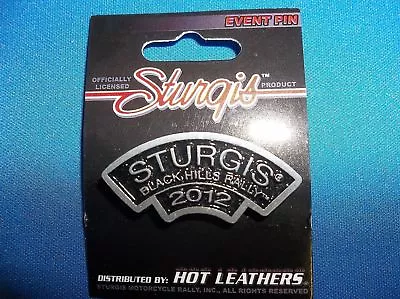 EVENT PIN
OFFICIALLY LICENSED
Sturgis™
PRODUCT
STURGIS®
BLACK HILLS RALLY
2012
DISTRIBUTED BY: HOT LEATHERS
STURGIS MOTORCYCLE RALLY, INC., ALL RIGHTS RESERVED